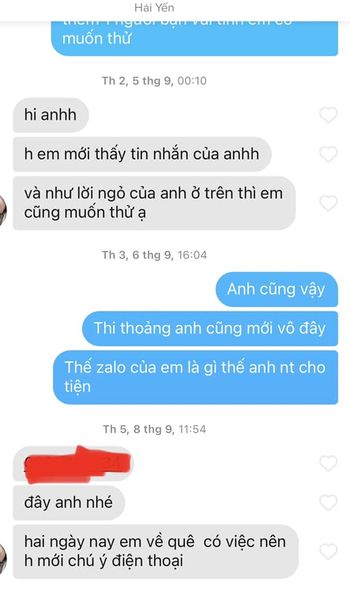 Hải Yến
muốn thử
Th 2, 5 thg 9, 00:10
hi anhh
h em mới thấy tin nhắn của anhh
và như lời ngỏ của anh ở trên thì em
cũng muốn thử ạ
Th 3, 6 thg 9, 16:04
Anh cũng vậy
Thi thoảng anh cũng mới vô đây
Thế zalo của em là gì thế anh nt cho
tiện
Th 5, 8 thg 9, 11:54
đây anh nhé
hai ngày nay em về quê có việc nên
h mới chú ý điện thoại